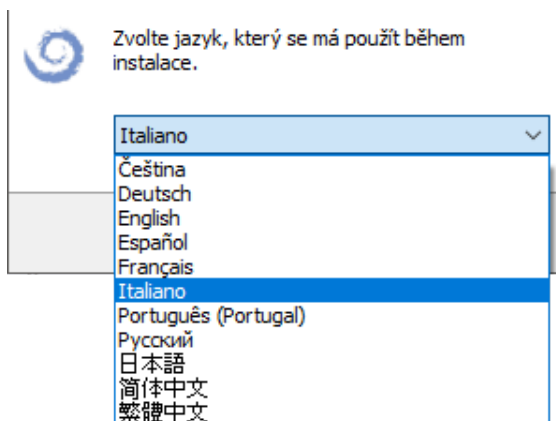 Zvolte jazyk, který se má použít během
instalace.
Italiano
Čeština
Deutsch
English
Español
Français
Italiano
Português (Portugal)
Русский
日本語
简体中文
繁體中文